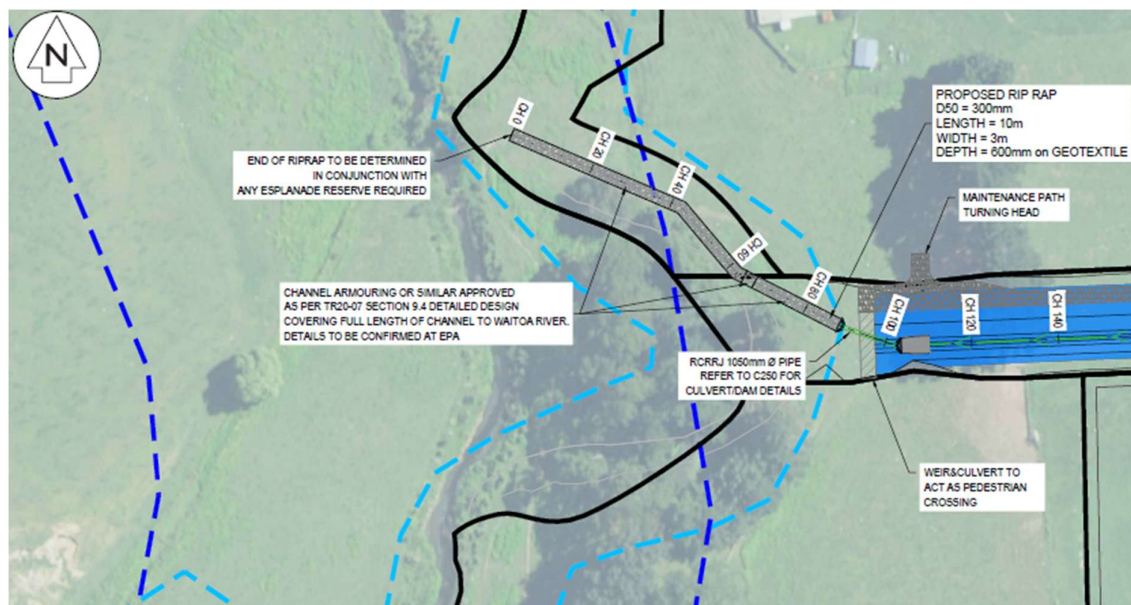 N
PROPOSED RIP RAP
D50 = 300mm
LENGTH = 10m
WIDTH = 3m
DEPTH = 600mm on GEOTEXTILE
CH 0
CH 20
END OF RIPRAP TO BE DETERMINED
IN CONJUNCTION WITH
ANY ESPLANADE RESERVE REQUIRED
CH 40
MAINTENANCE PATH
TURNING HEAD
CH 60
CH 80
CHANNEL ARMOURING OR SIMILAR APPROVED
AS PER TR20-07 SECTION 9.4 DETAILED DESIGN
COVERING FULL LENGTH OF CHANNEL TO WAITOA RIVER.
DETAILS TO BE CONFIRMED AT EPA
CH 100
CH 120
CH 140
RCRRJ 1050mm Ø PIPE
REFER TO C250 FOR
CULVERT/DAM DETAILS
WEIR&CULVERT TO
ACT AS PEDESTRIAN
CROSSING